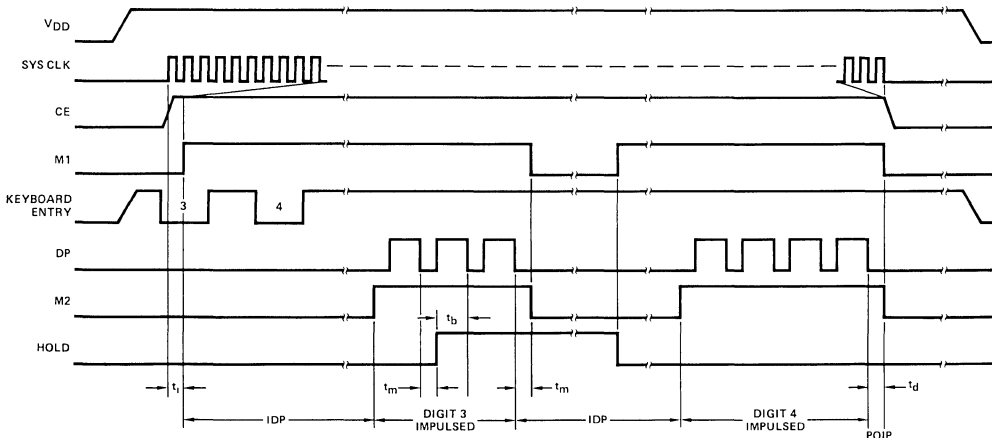 VDD
SYS CLK
CE
M1
KEYBOARD
ENTRY
3
4
DP
M2
tb
HOLD
ti
tm
tm
td
IDP
DIGIT 3
IMPULSED
IDP
DIGIT 4
IMPULSED
POIP